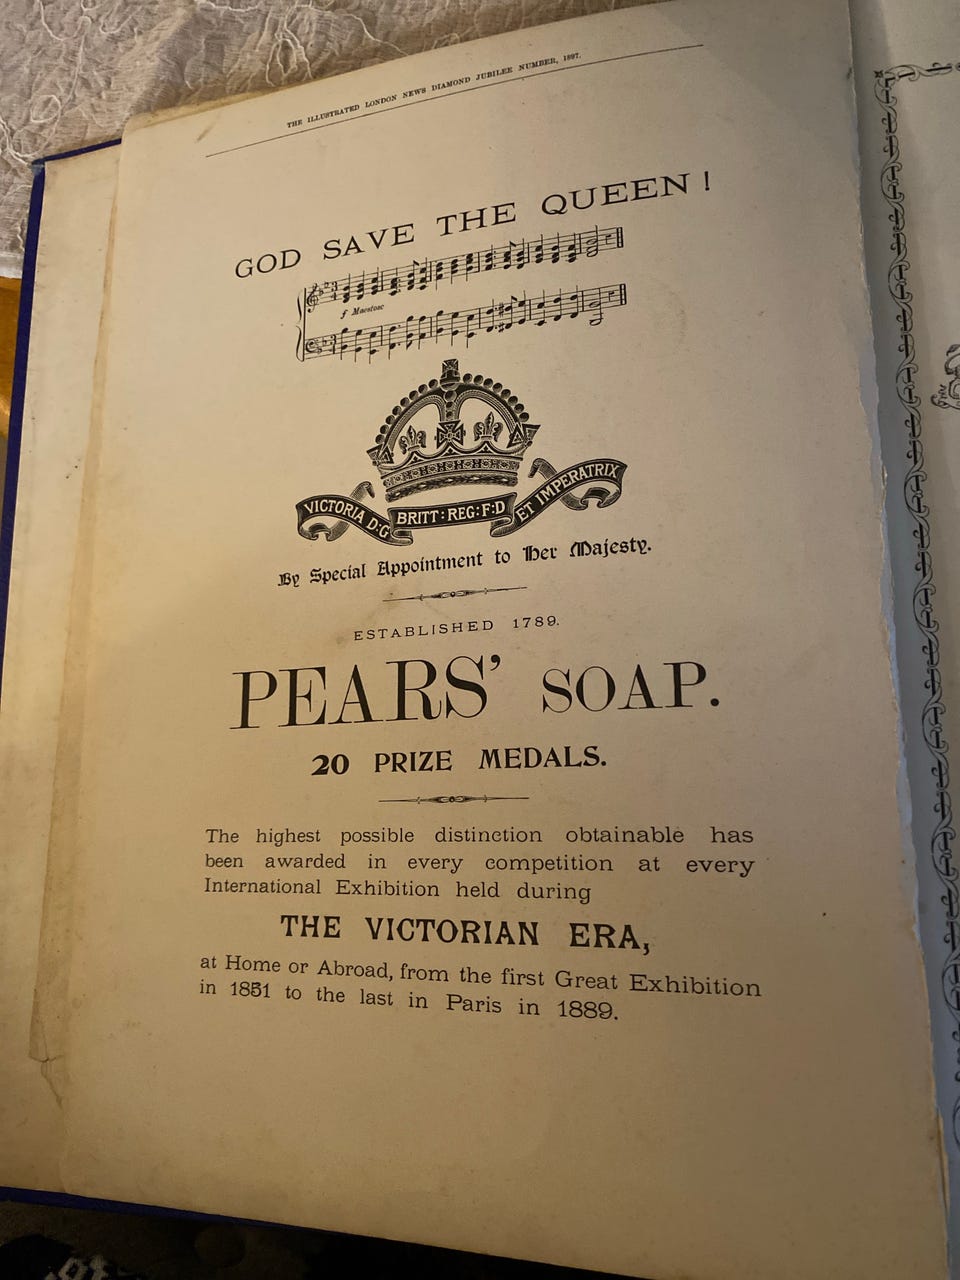 THE ILLUSTRATED LONDON NEWS DIAMOND JUBILEE NUMBER, 1897.
GOD SAVE THE QUEEN!
f Maestoso
VICTORIA D:G BRITT:REG:F:D ET IMPERATRIX
By Special Appointment to Her Majesty.
ESTABLISHED 1789.
PEARS' SOAP.
20 PRIZE MEDALS.
The highest possible distinction obtainable has
been awarded in every competition at every
International Exhibition held during
THE VICTORIAN ERA,
at Home or Abroad, from the first Great Exhibition
in 1851 to the last in Paris in 1889.